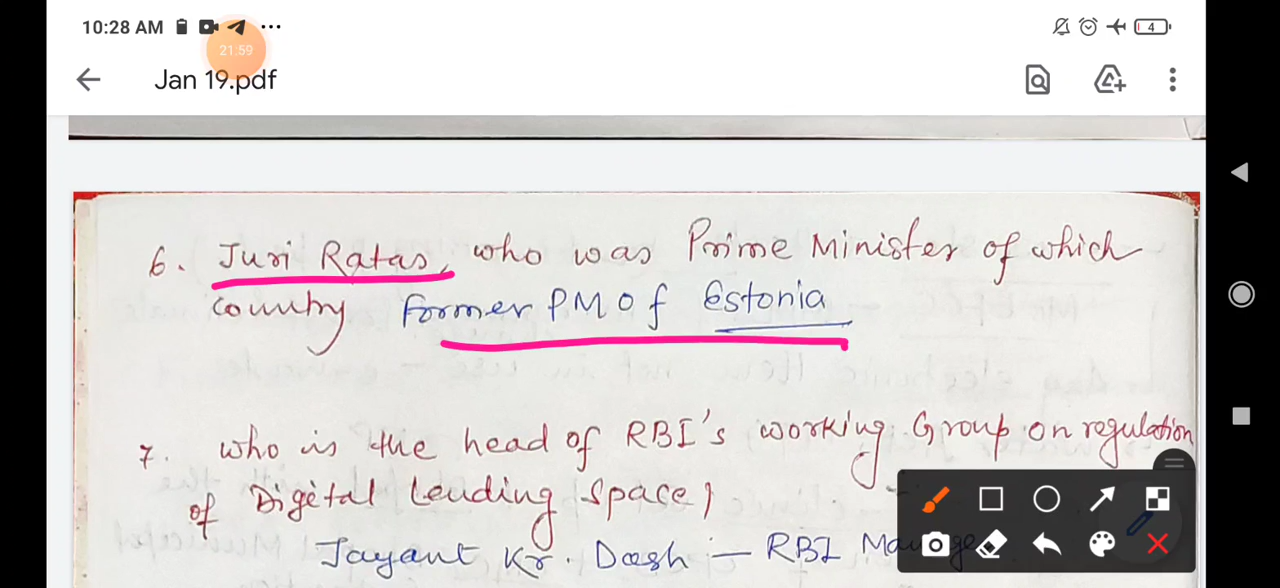 10:28 AM
21:59
4
Jan 19.pdf
6. Juri Ratas, who was Prime Minister of which
country Former PM of Estonia
7. who is the head of RBI's working Group on regulation
of Digital Lending Space,
Jayant Kr. Dash - RBI